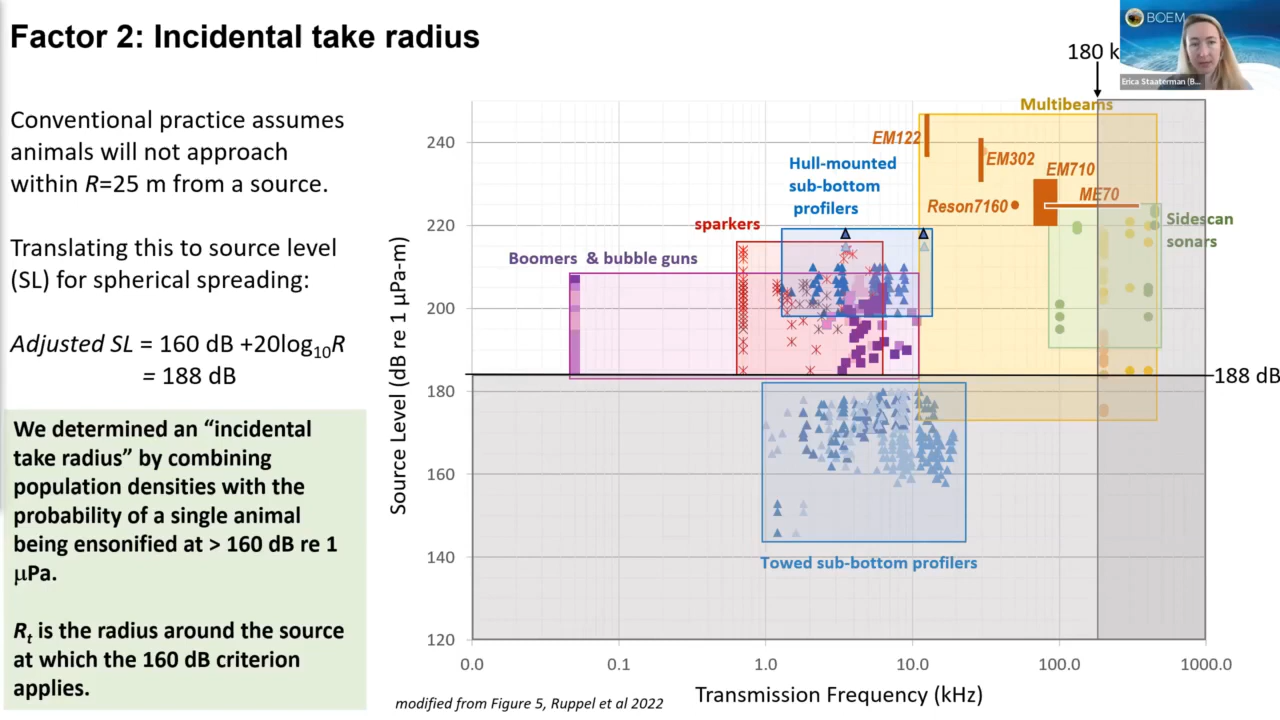 Factor 2: Incidental take radius
BOEM
Erica Staaterman (B...
180 k
Conventional practice assumes
animals will not approach
within R=25 m from a source.
Translating this to source level
(SL) for spherical spreading:
Adjusted SL = 160 dB +20log10R
= 188 dB
We determined an “incidental
take radius” by combining
population densities with the
probability of a single animal
being ensonified at > 160 dB re 1
µPa.
Rt is the radius around the source
at which the 160 dB criterion
applies.
Source Level (dB re 1 µPa-m)
240
220
200
180
160
140
120
Multibeams
EM122
EM302
EM710
ME70
Reson7160
Hull-mounted
sub-bottom
profilers
sparkers
Boomers & bubble guns
Sidescan
sonars
188 dB
Towed sub-bottom profilers
0.0
0.1
1.0
10.0
100.0
1000.0
Transmission Frequency (kHz)
modified from Figure 5, Ruppel et al 2022